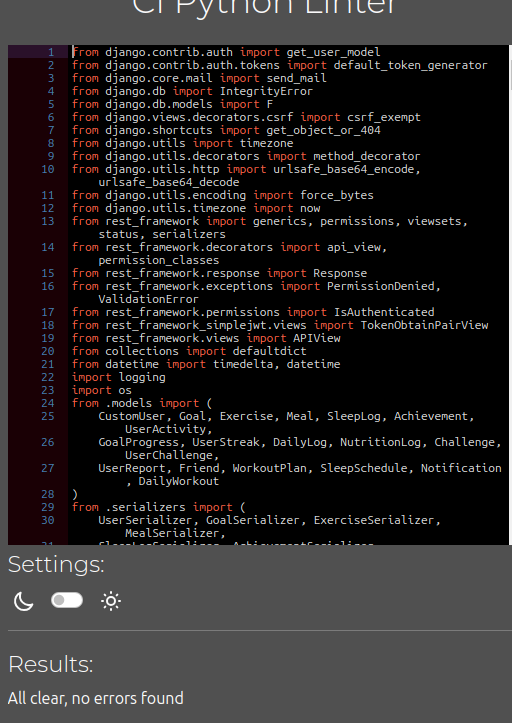 CI Python Linter
1 from django.contrib.auth import get_user_model
2 from django.contrib.auth.tokens import default_token_generator
3 from django.core.mail import send_mail
4 from django.db import IntegrityError
5 from django.db.models import F
6 from django.views.decorators.csrf import csrf_exempt
7 from django.shortcuts import get_object_or_404
8 from django.utils import timezone
9 from django.utils.decorators import method_decorator
10 from django.utils.http import urlsafe_base64_encode,
urlsafe_base64_decode
11 from django.utils.encoding import force_bytes
12 from django.utils.timezone import now
13 from rest_framework import generics, permissions, viewsets,
status, serializers
14 from rest_framework.decorators import api_view,
permission_classes
15 from rest_framework.response import Response
16 from rest_framework.exceptions import PermissionDenied,
ValidationError
17 from rest_framework.permissions import IsAuthenticated
18 from rest_framework_simplejwt.views import TokenObtainPairView
19 from rest_framework.views import APIView
20 from collections import defaultdict
21 from datetime import timedelta, datetime
22 import logging
23 import os
24 from .models import (
25 CustomUser, Goal, Exercise, Meal, SleepLog, Achievement,
UserActivity,
26 GoalProgress, UserStreak, DailyLog, NutritionLog, Challenge,
UserChallenge,
27 UserReport, Friend, WorkoutPlan, SleepSchedule, Notification
, DailyWorkout
28 )
29 from .serializers import (
30 UserSerializer, GoalSerializer, ExerciseSerializer,
MealSerializer,
31 SleepLogSerializer, AchievementSerializer
Settings:
Results:
All clear, no errors found